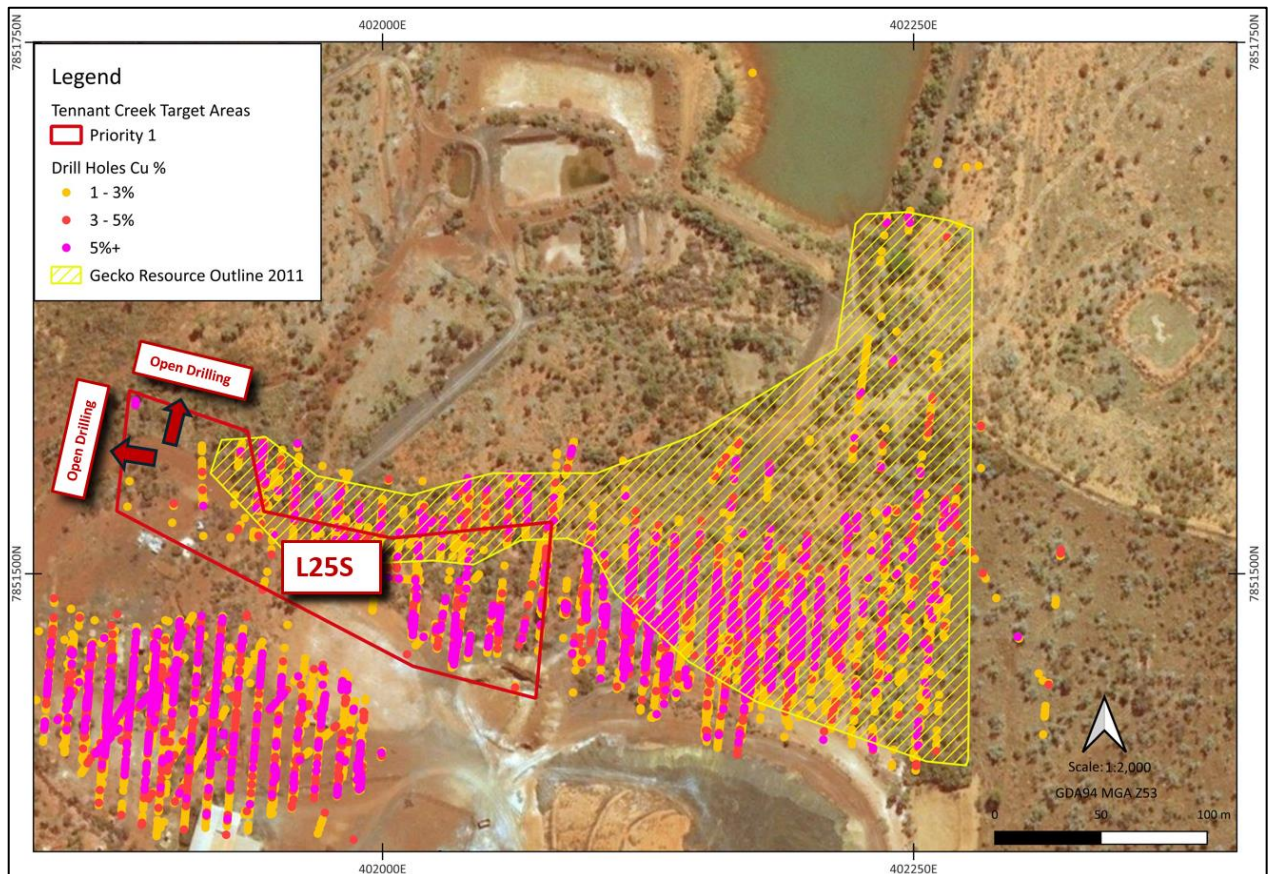 402000E
402250E
7851750N
7851750N
Legend
Tennant Creek Target Areas
Priority 1
Drill Holes Cu %
1 - 3%
3 - 5%
5%+
Gecko Resource Outline 2011
Open Drilling
Open Drilling
L25S
7851500N
7851500N
Scale: 1:2,000
GDA94 MGA Z53
0
50
100 m
402000E
402250E